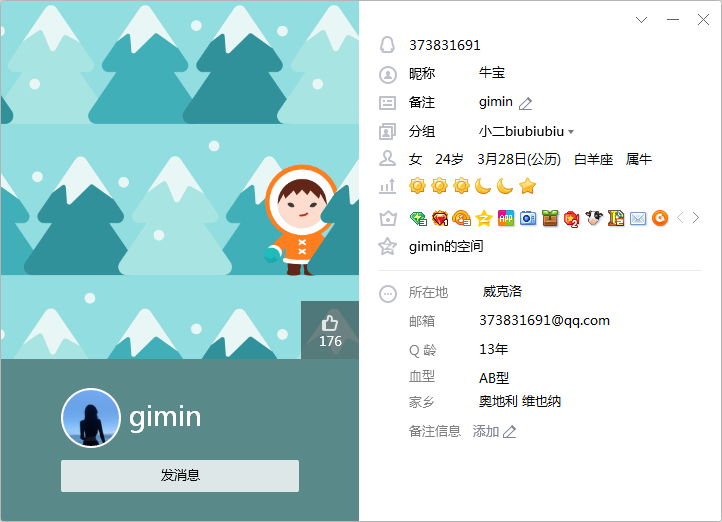 176
gimin
发消息
373831691
昵称 牛宝
备注 gimin
分组 小二biubiubiu
女 24岁 3月28日(公历) 白羊座 属牛
APP
gimin的空间
所在地 威克洛
邮箱 373831691@qq.com
Q 龄 13年
血型 AB型
家乡 奥地利 维也纳
备注信息 添加